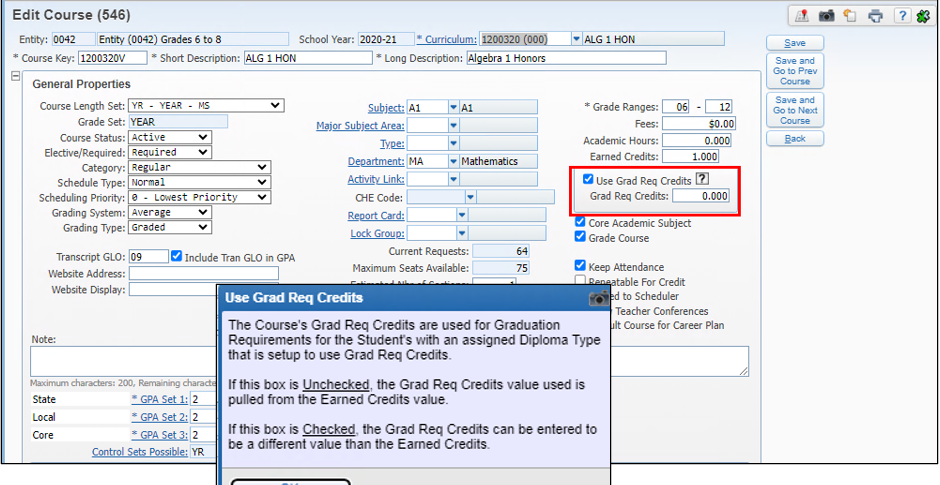 Edit Course (546)
Entity: 0042 Entity (0042) Grades 6 to 8 School Year: 2020-21 * Curriculum: 1200320 (000) ALG 1 HON
* Course Key: 1200320V * Short Description: ALG 1 HON * Long Description: Algebra 1 Honors
Save
Save and
Go to Prev
Course
Save and
Go to Next
Course
Back
General Properties
Course Length Set: YR - YEAR - MS
Grade Set: YEAR
Course Status: Active
Elective/Required: Required
Category: Regular
Schedule Type: Normal
Scheduling Priority: 0 - Lowest Priority
Grading System: Average
Grading Type: Graded
Transcript GLO: 09 Include Tran GLO in GPA
Website Address:
Website Display:
Subject: A1 A1
Major Subject Area:
Type:
Department: MA Mathematics
Activity Link:
CHE Code:
Report Card:
Lock Group:
Current Requests: 64
Maximum Seats Available: 75
* Grade Ranges: 06 - 12
Fees: $0.00
Academic Hours: 0.000
Earned Credits: 1.000
Use Grad Req Credits ?
Grad Req Credits: 0.000
Core Academic Subject
Grade Course
Keep Attendance
Repeatable For Credit
to Scheduler
Teacher Conferences
Course for Career Plan
Note:
Maximum characters: 200, Remaining
State * GPA Set 1: 2
Local * GPA Set 2: 2
Core * GPA Set 3: 2
Control Sets Possible: YR
Use Grad Req Credits
The Course's Grad Req Credits are used for Graduation
Requirements for the Student's with an assigned Diploma Type
that is setup to use Grad Req Credits.
If this box is Unchecked, the Grad Req Credits value used is
pulled from the Earned Credits value.
If this box is Checked, the Grad Req Credits can be entered to
be a different value than the Earned Credits.